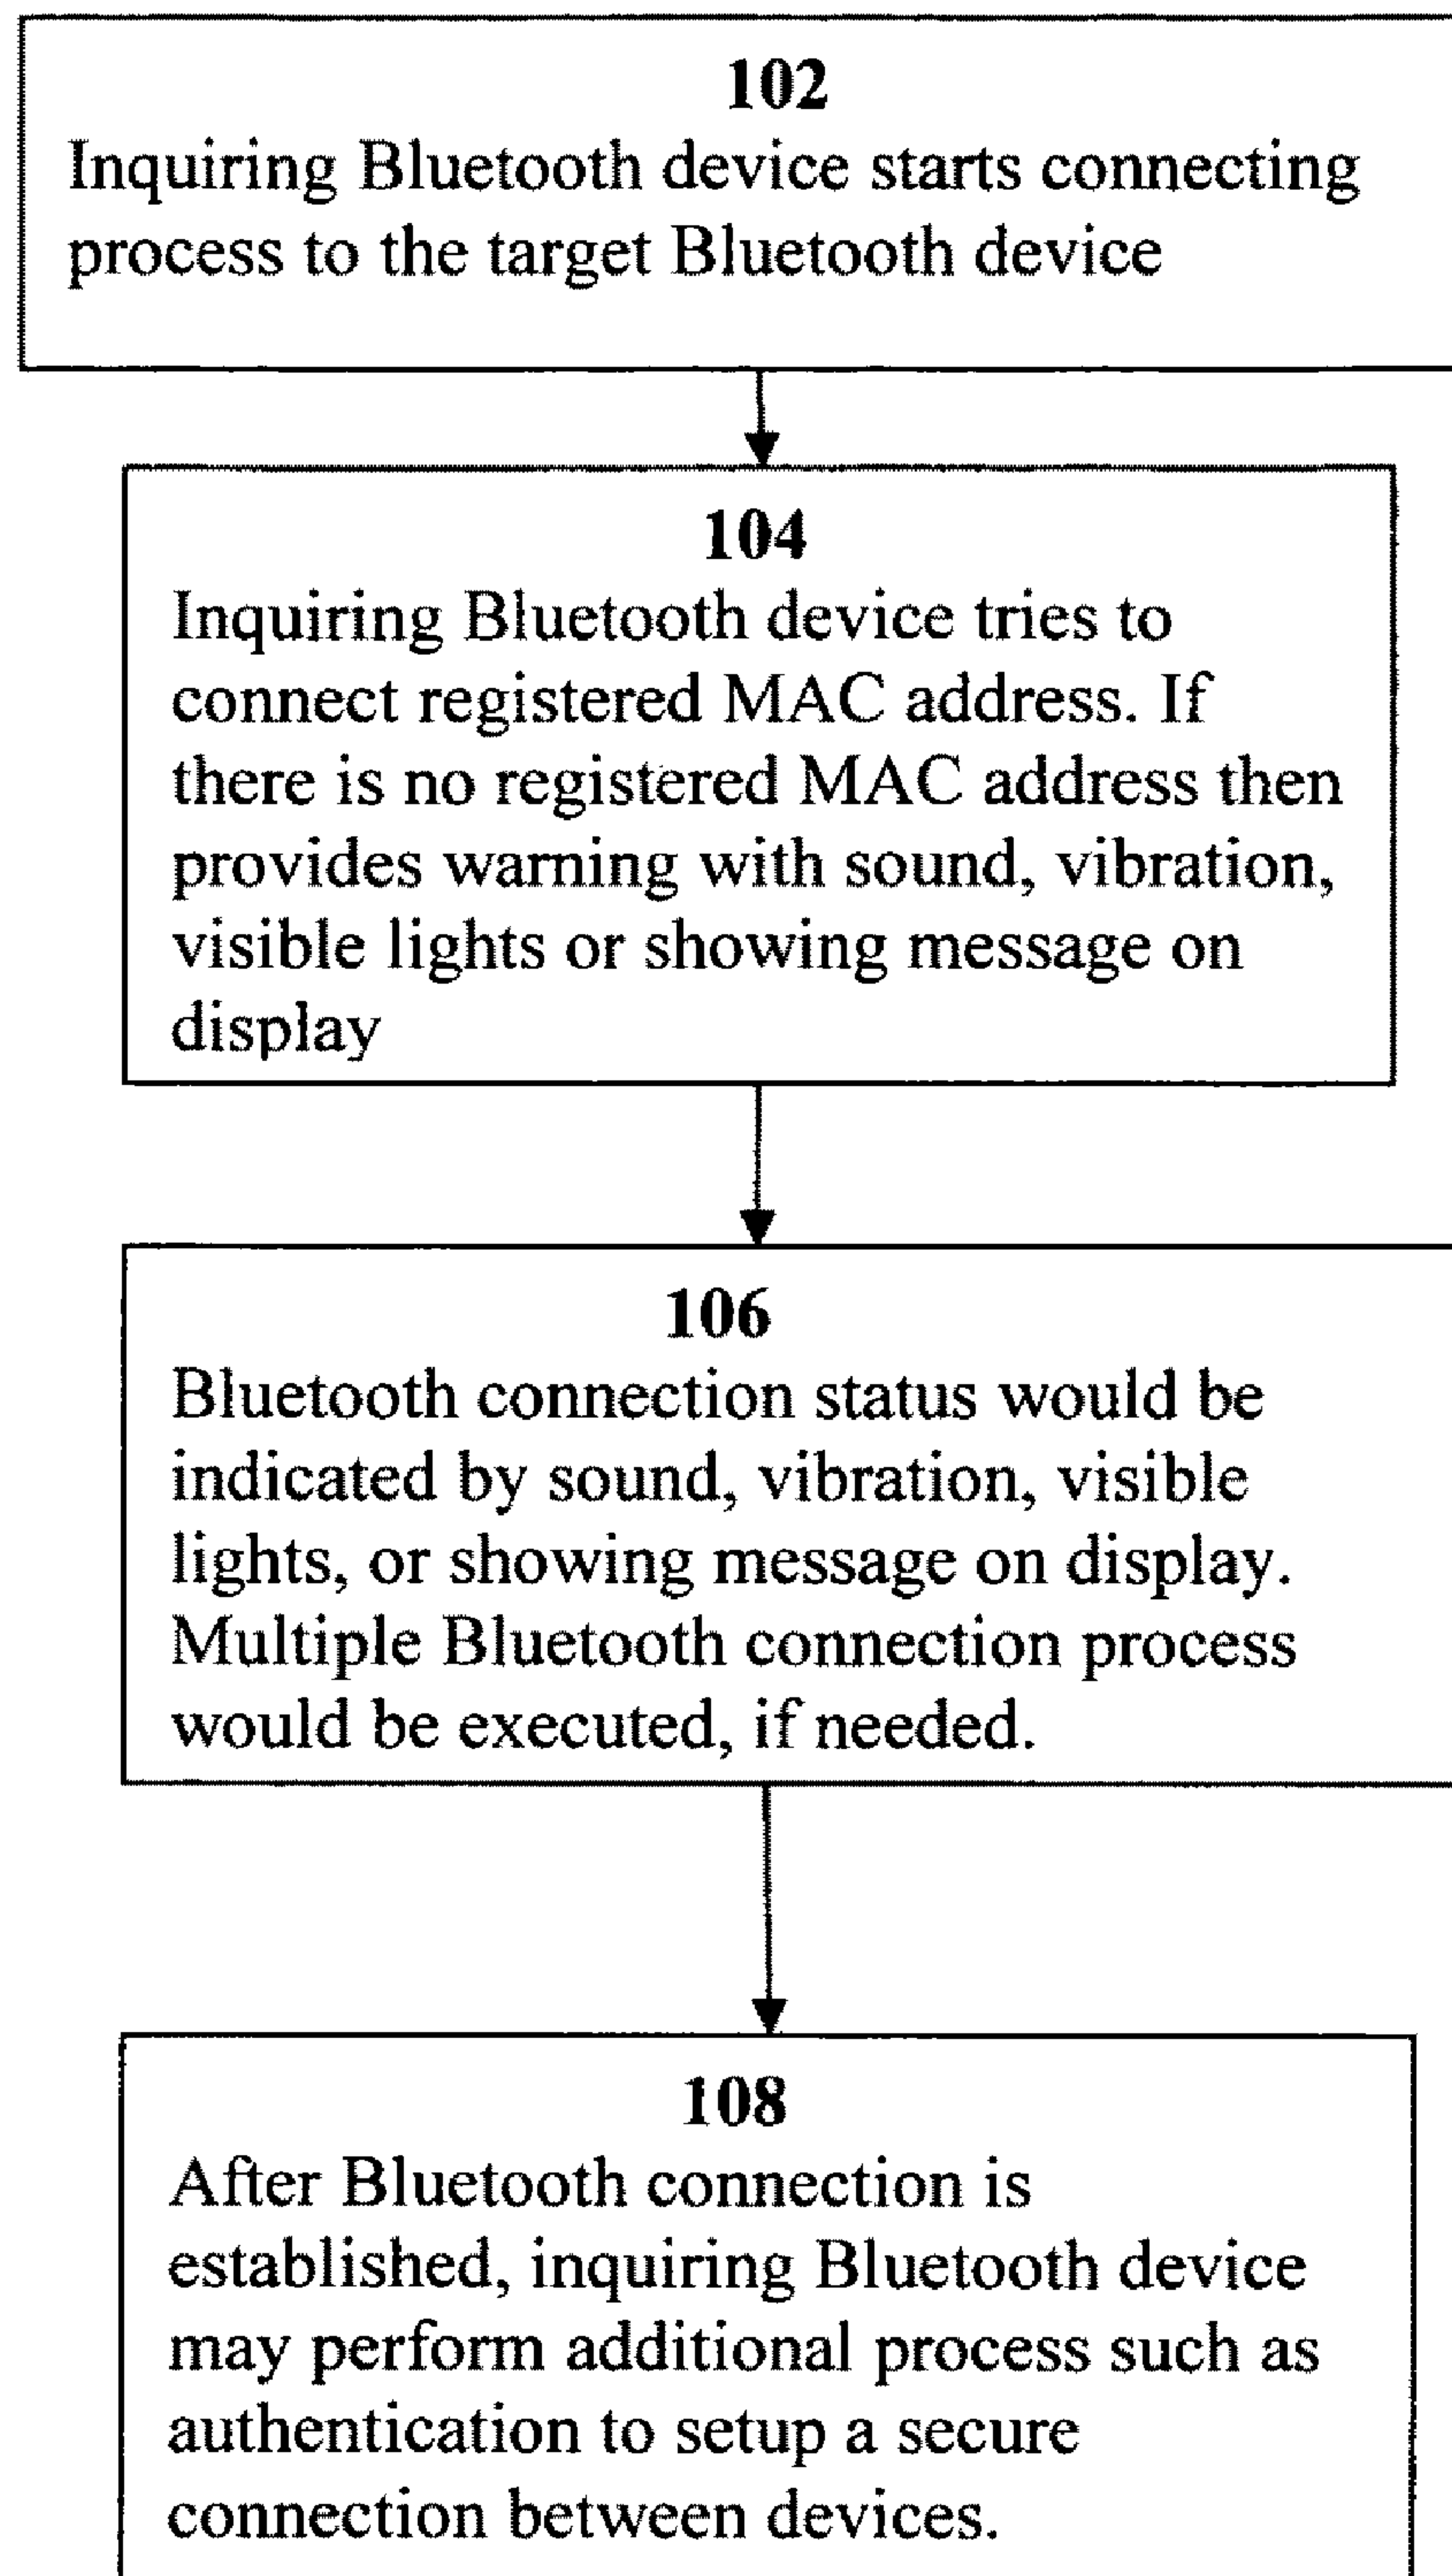 102
Inquiring Bluetooth device starts connecting
process to the target Bluetooth device
104
Inquiring Bluetooth device tries to
connect registered MAC address. If
there is no registered MAC address then
provides warning with sound, vibration,
visible lights or showing message on
display
106
Bluetooth connection status would be
indicated by sound, vibration, visible
lights, or showing message on display.
Multiple Bluetooth connection process
would be executed, if needed.
108
After Bluetooth connection is
established, inquiring Bluetooth device
may perform additional process such as
authentication to setup a secure
connection between devices.